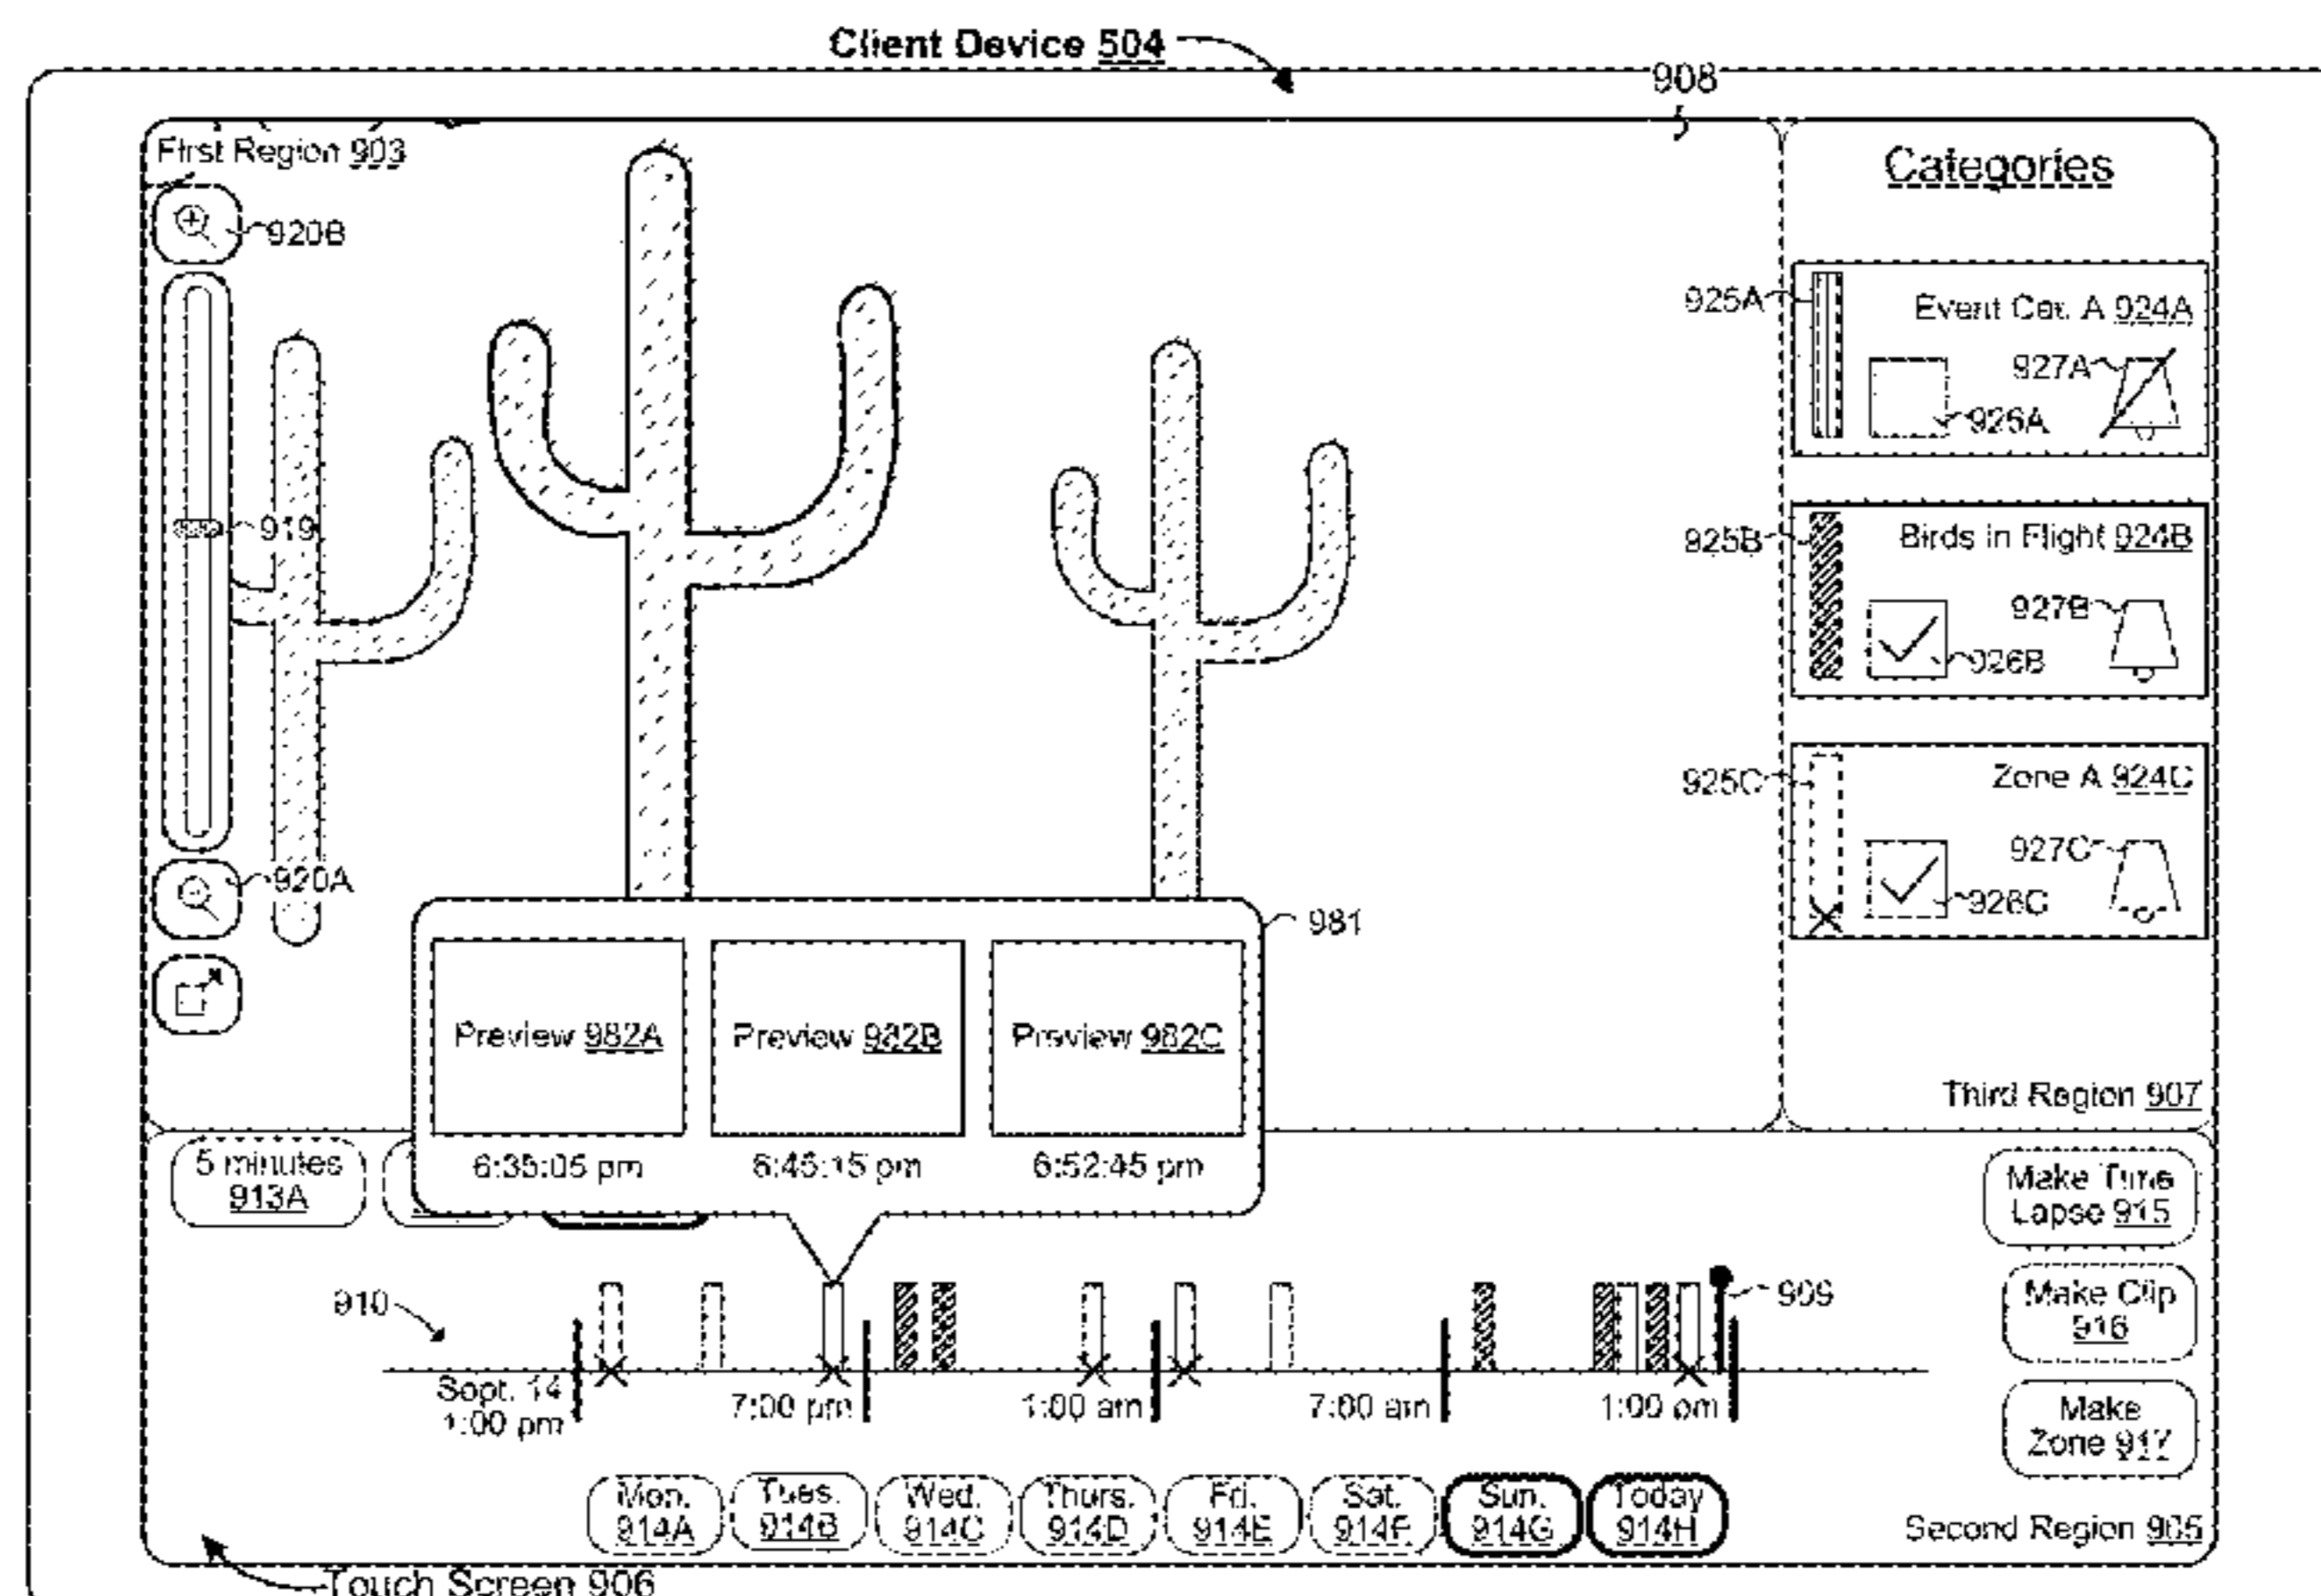 Client Device 504
908
First Region 903
Categories
920B
925A
Event Cat. A 924A
927A
926A
919
925B
Birds in Flight 924B
927B
926B
925C
Zone A 924C
927C
926C
920A
981
Preview 982A
Preview 982B
Preview 982C
Third Region 907
6:35:05 pm
6:45:15 pm
6:52:45 pm
5 minutes
913A
Make Time
Lapse 915
910
909
Make Clip
916
Sept. 14
1:00 pm
7:00 pm
1:00 am
7:00 am
1:00 pm
Make
Zone 917
Mon.
914A
Tues.
914B
Wed.
914C
Thurs.
914D
Fri.
914E
Sat.
914F
Sun.
914G
Today
914H
Second Region 905
Touch Screen 906